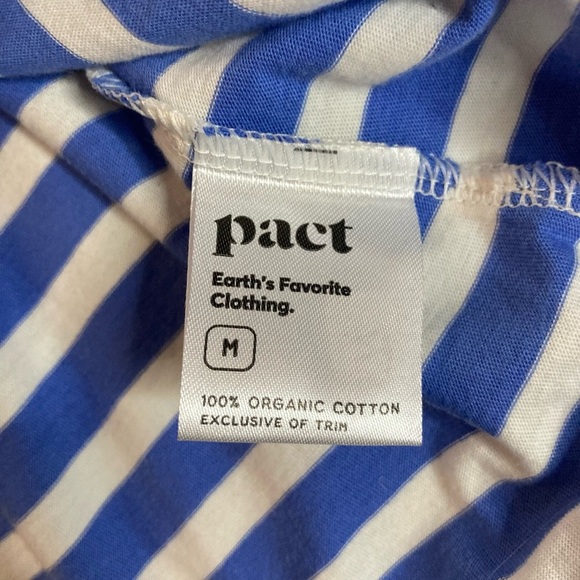 pact
Earth's Favorite
Clothing.
M
100% ORGANIC COTTON
EXCLUSIVE OF TRIM